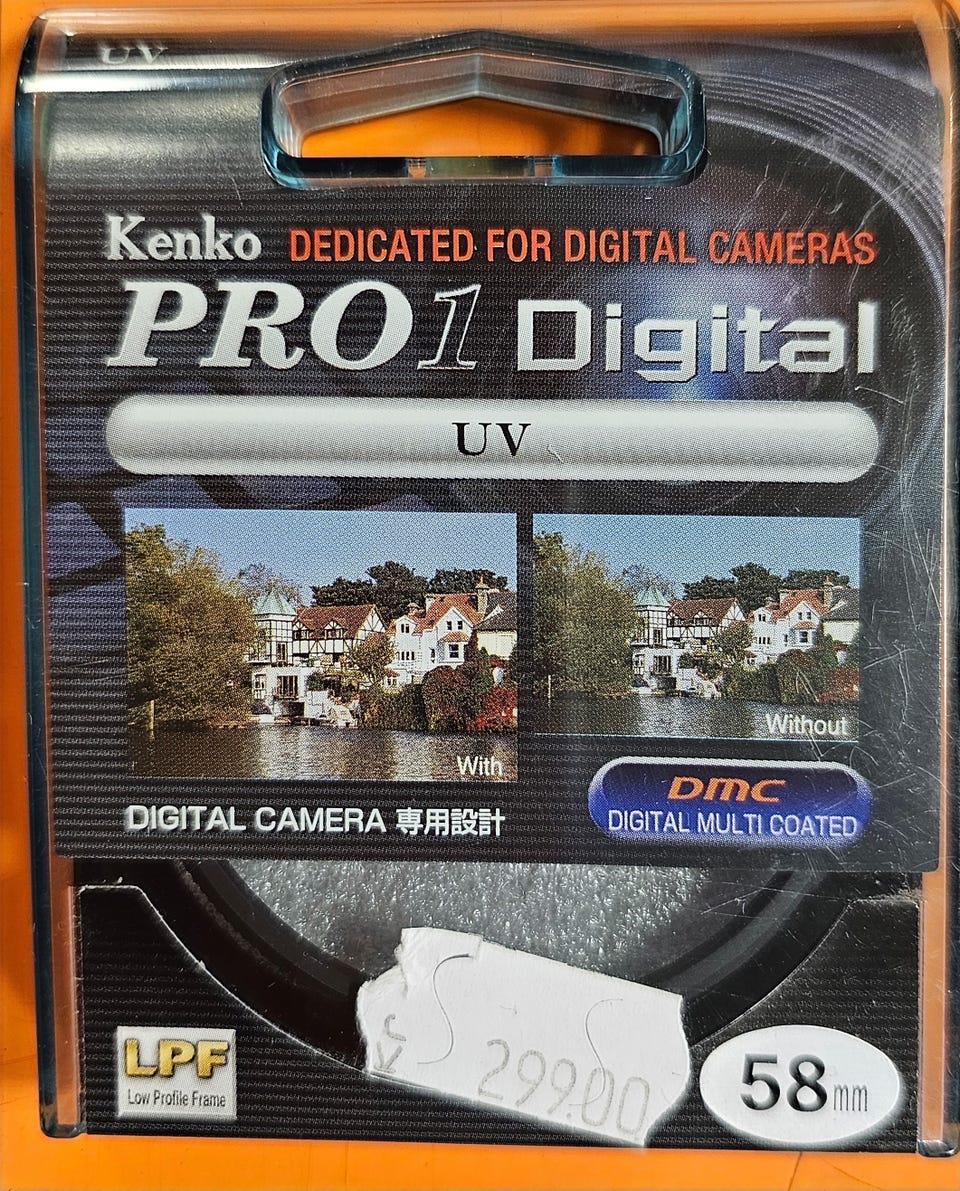 UV
Kenko DEDICATED FOR DIGITAL CAMERAS
PRO1 Digital
UV
With
Without
DIGITAL CAMERA 専用設計
DMC
DIGITAL MULTI COATED
Kr 299.00
LPF
Low Profile Frame
58mm